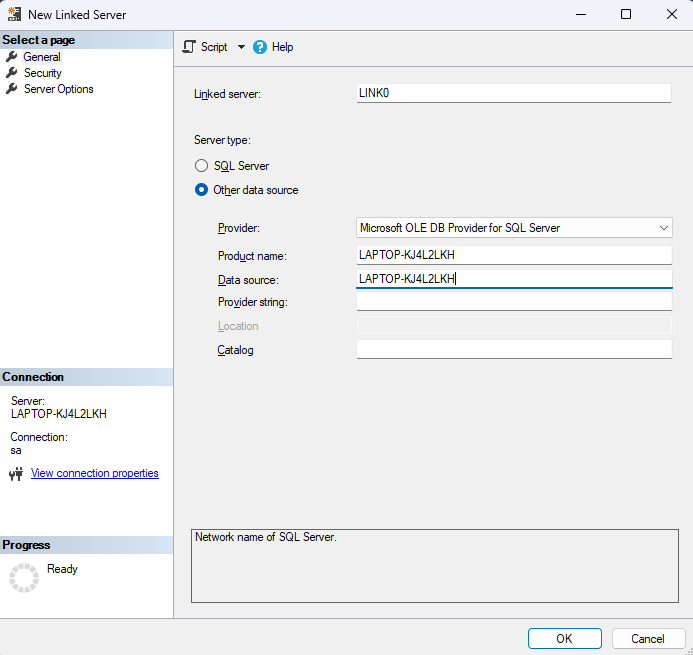 New Linked Server
Select a page
General
Security
Server Options
Script
Help
Linked server:
LINK0
Server type:
SQL Server
Other data source
Provider:
Microsoft OLE DB Provider for SQL Server
Product name:
LAPTOP-KJ4L2LKH
Data source:
LAPTOP-KJ4L2LKH
Provider string:
Location
Catalog
Connection
Server:
LAPTOP-KJ4L2LKH
Connection:
sa
View connection properties
Progress
Ready
Network name of SQL Server.
OK
Cancel